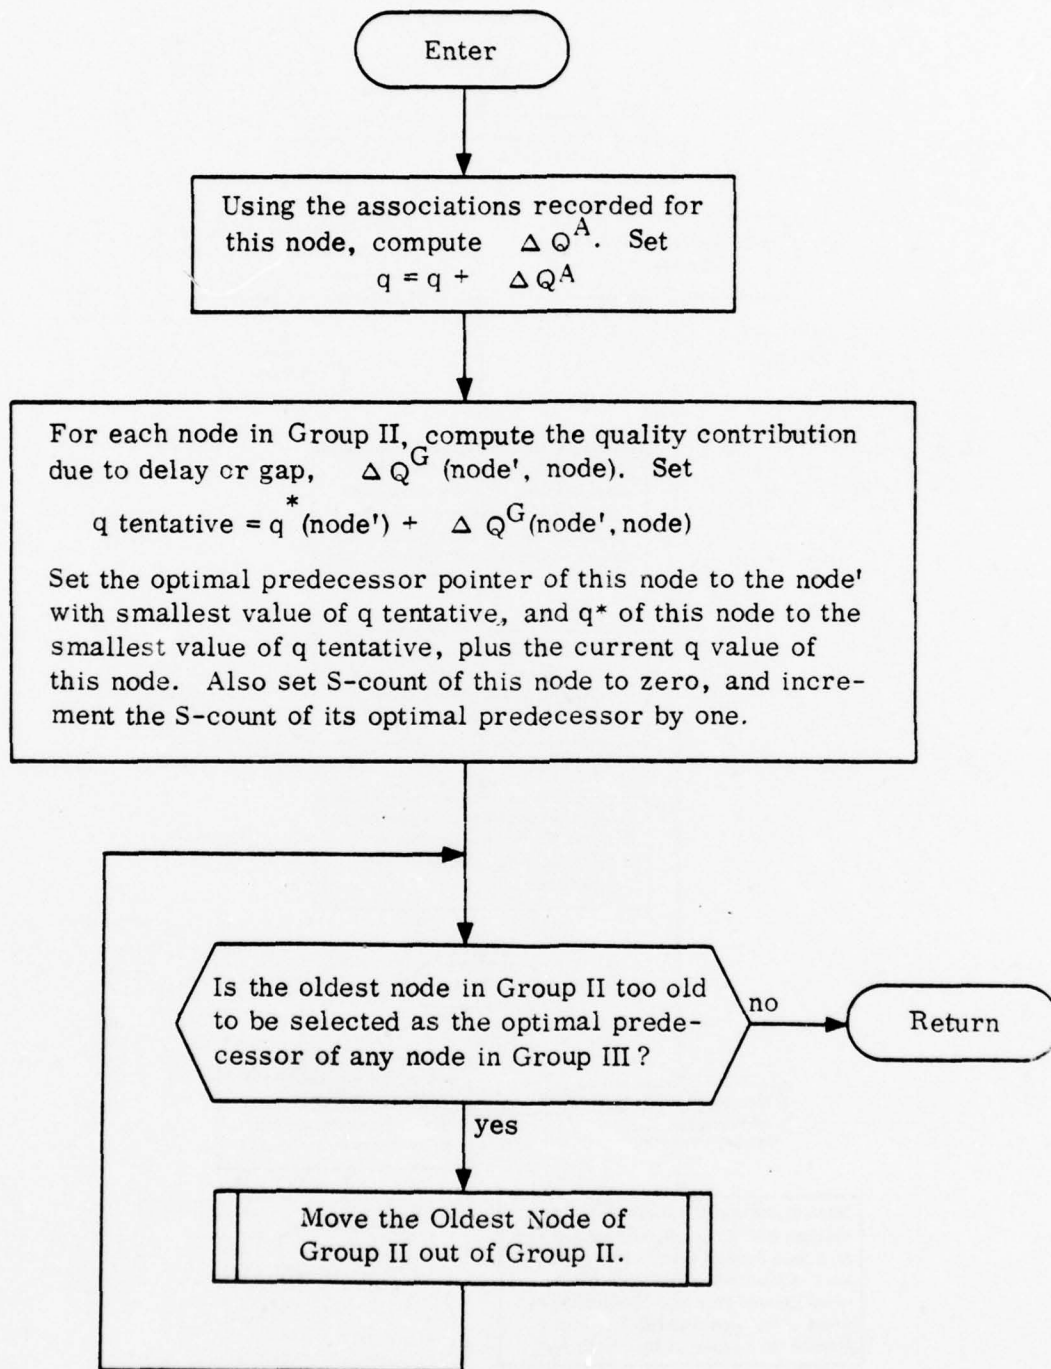 Enter
Using the associations recorded for
this node, compute Δ Q^A. Set
q = q + Δ Q^A
For each node in Group II, compute the quality contribution
due to delay cr gap, Δ Q^G (node', node). Set
q tentative = q^* (node') + Δ Q^G (node', node)
Set the optimal predecessor pointer of this node to the node'
with smallest value of q tentative, and q* of this node to the
smallest value of q tentative, plus the current q value of
this node. Also set S-count of this node to zero, and incre-
ment the S-count of its optimal predecessor by one.
Is the oldest node in Group II too old
to be selected as the optimal prede-
cessor of any node in Group III ?
no
Return
yes
Move the Oldest Node of
Group II out of Group II.